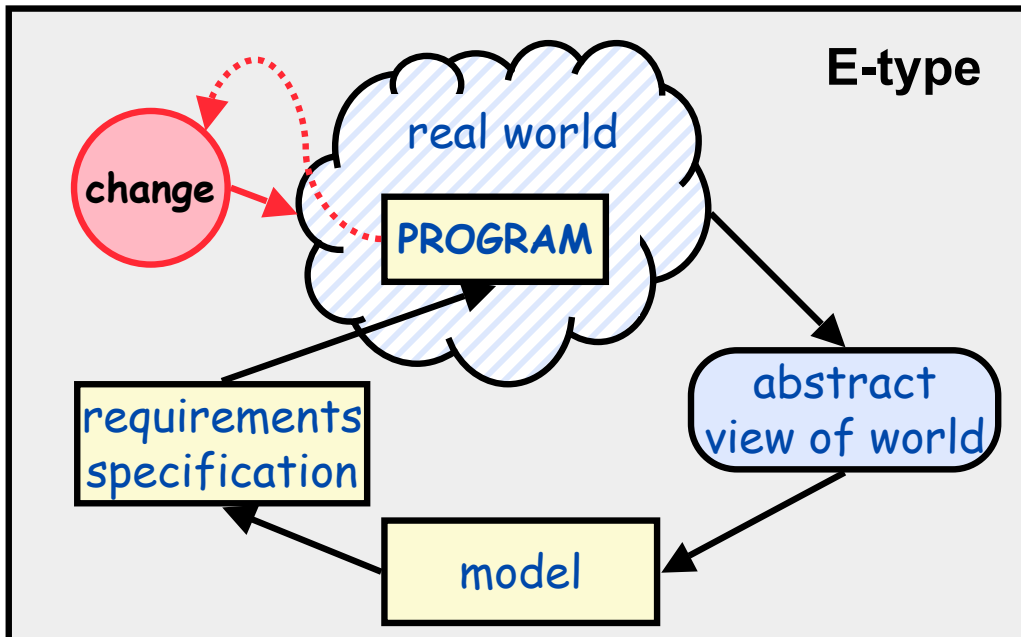 E-type
real world
change
PROGRAM
abstract
view of world
requirements
specification
model